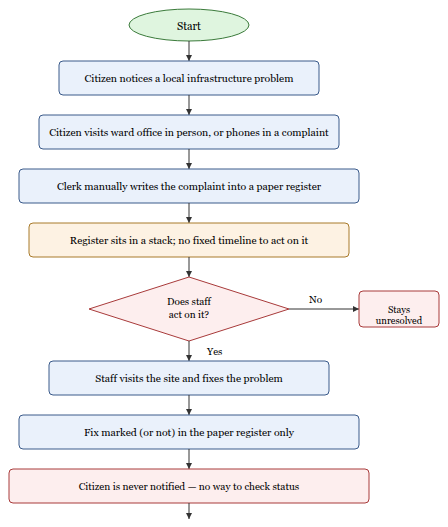 Start
Citizen notices a local infrastructure problem
Citizen visits ward office in person, or phones in a complaint
Clerk manually writes the complaint into a paper register
Register sits in a stack; no fixed timeline to act on it
Does staff
act on it?
No
Stays
unresolved
Yes
Staff visits the site and fixes the problem
Fix marked (or not) in the paper register only
Citizen is never notified — no way to check status